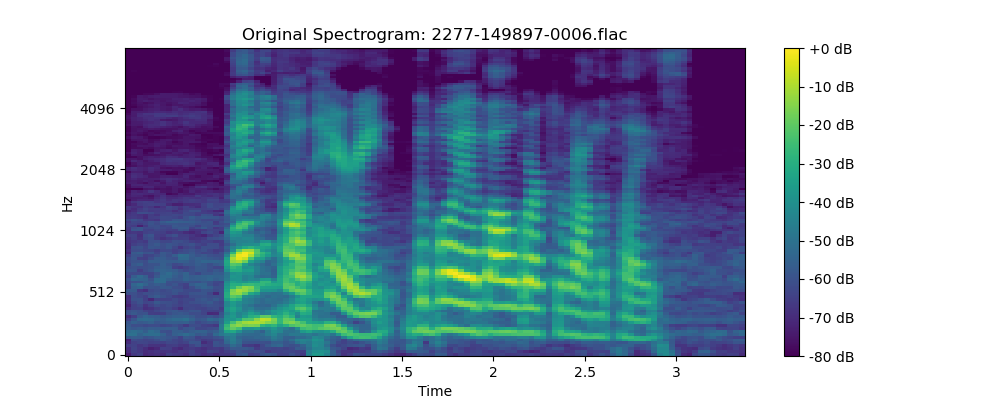 Original Spectrogram: 2277-149897-0006.flac
Hz
4096
2048
1024
512
0
0 0.5 1 1.5 2 2.5 3
Time
+0 dB
-10 dB
-20 dB
-30 dB
-40 dB
-50 dB
-60 dB
-70 dB
-80 dB